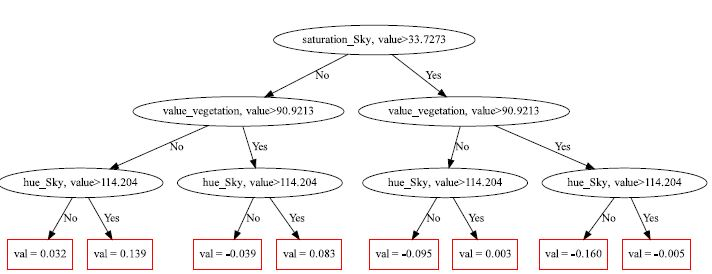 saturation_Sky, value>33.7273
No
Yes
value_vegetation, value>90.9213
value_vegetation, value>90.9213
No
Yes
No
Yes
hue_Sky, value>114.204
hue_Sky, value>114.204
hue_Sky, value>114.204
hue_Sky, value>114.204
No
Yes
No
Yes
No
Yes
No
Yes
val = 0.032
val = 0.139
val = -0.039
val = 0.083
val = -0.095
val = 0.003
val = -0.160
val = -0.005